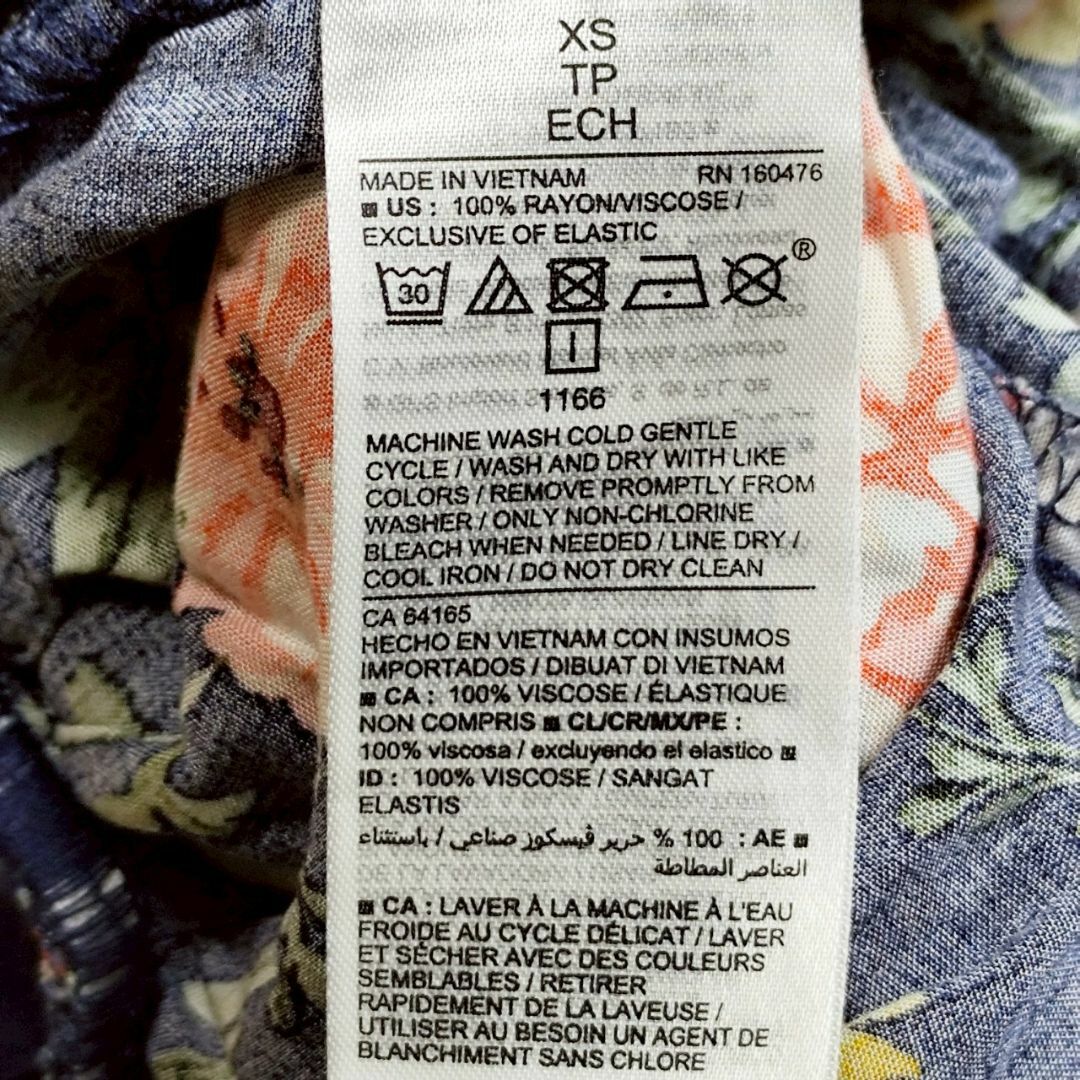 XS
TP
ECH
MADE IN VIETNAM RN 160476
US : 100% RAYON/VISCOSE /
EXCLUSIVE OF ELASTIC
30 ®
1166
MACHINE WASH COLD GENTLE
CYCLE / WASH AND DRY WITH LIKE
COLORS / REMOVE PROMPTLY FROM
WASHER / ONLY NON-CHLORINE
BLEACH WHEN NEEDED / LINE DRY /
COOL IRON / DO NOT DRY CLEAN
CA 64165
HECHO EN VIETNAM CON INSUMOS
IMPORTADOS / DIBUAT DI VIETNAM
CA : 100% VISCOSE / ÉLASTIQUE
NON COMPRIS CL/CR/MX/PE :
100% viscosa / excluyendo el elastico
ID : 100% VISCOSE / SANGAT
ELASTIS
AE : 100 % حرير ڤيسكوز صناعي / باستثناء
العناصر المطاطة
CA : LAVER À LA MACHINE À L'EAU
FROIDE AU CYCLE DÉLICAT / LAVER
ET SÉCHER AVEC DES COULEURS
SEMBLABLES / RETIRER
RAPIDEMENT DE LA LAVEUSE /
UTILISER AU BESOIN UN AGENT DE
BLANCHIMENT SANS CHLORE